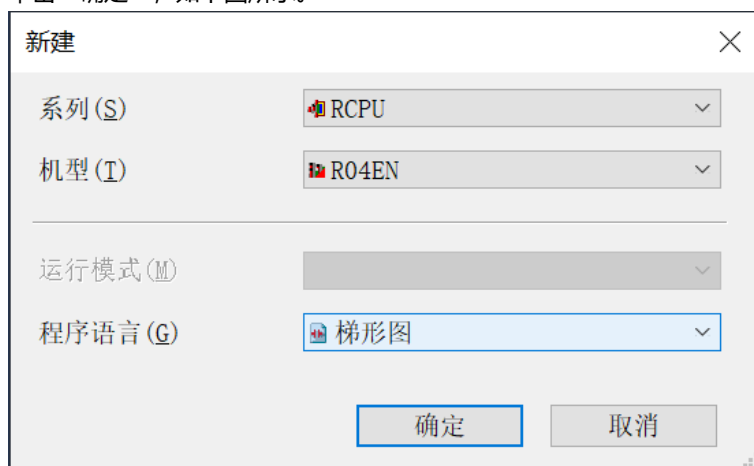 新建
系列(S) RCPU
机型(T) R04EN
运行模式(M)
程序语言(G) 梯形图
确定 取消